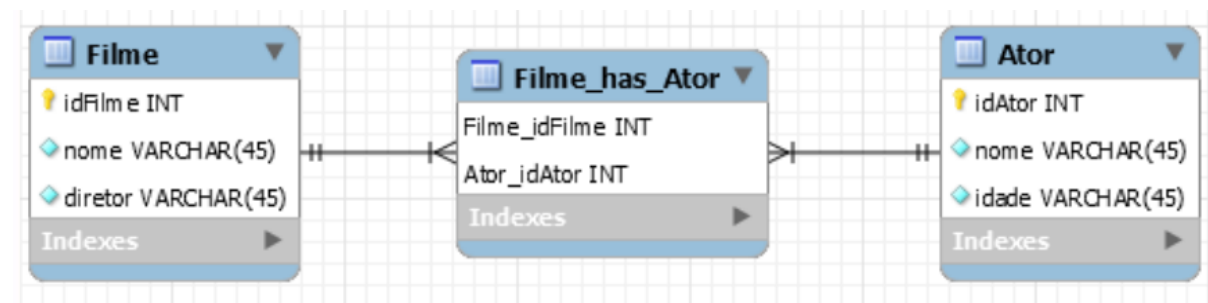 Filme
idFilme INT
nome VARCHAR(45)
diretor VARCHAR(45)
Indexes
Filme_has_Ator
Filme_idFilme INT
Ator_idAtor INT
Indexes
Ator
idAtor INT
nome VARCHAR(45)
idade VARCHAR(45)
Indexes